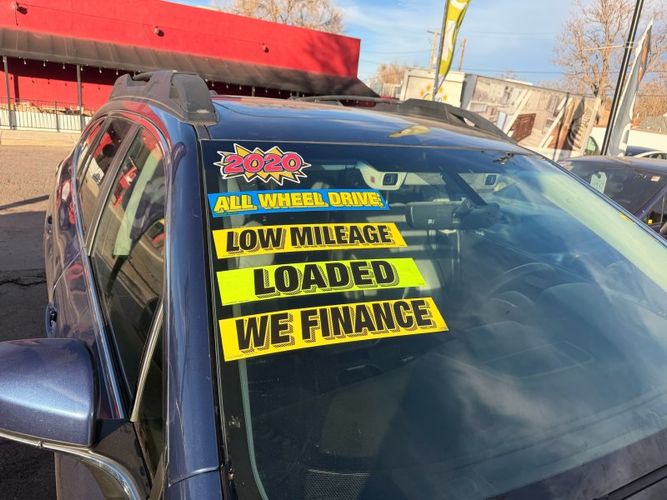 2020
ALL WHEEL DRIVE
LOW MILEAGE
LOADED
WE FINANCE